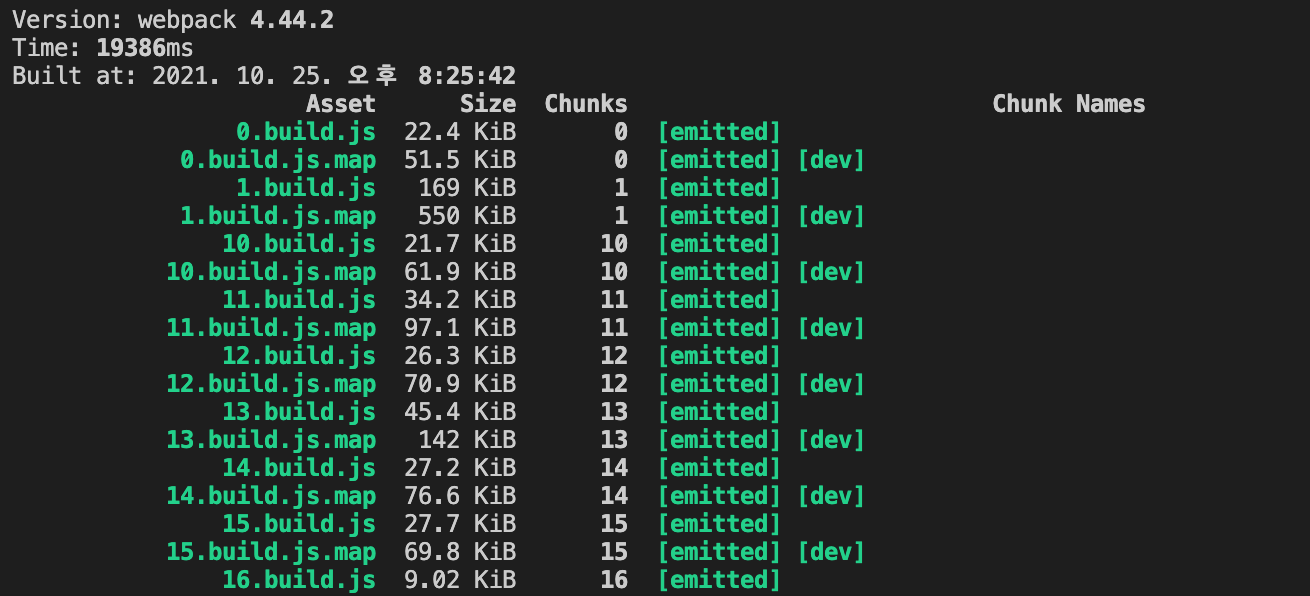 Version: webpack 4.44.2
Time: 19386ms
Built at: 2021. 10. 25. 오후 8:25:42
Asset Size Chunks Chunk Names
0.build.js 22.4 KiB 0 [emitted]
0.build.js.map 51.5 KiB 0 [emitted] [dev]
1.build.js 169 KiB 1 [emitted]
1.build.js.map 550 KiB 1 [emitted] [dev]
10.build.js 21.7 KiB 10 [emitted]
10.build.js.map 61.9 KiB 10 [emitted] [dev]
11.build.js 34.2 KiB 11 [emitted]
11.build.js.map 97.1 KiB 11 [emitted] [dev]
12.build.js 26.3 KiB 12 [emitted]
12.build.js.map 70.9 KiB 12 [emitted] [dev]
13.build.js 45.4 KiB 13 [emitted]
13.build.js.map 142 KiB 13 [emitted] [dev]
14.build.js 27.2 KiB 14 [emitted]
14.build.js.map 76.6 KiB 14 [emitted] [dev]
15.build.js 27.7 KiB 15 [emitted]
15.build.js.map 69.8 KiB 15 [emitted] [dev]
16.build.js 9.02 KiB 16 [emitted]